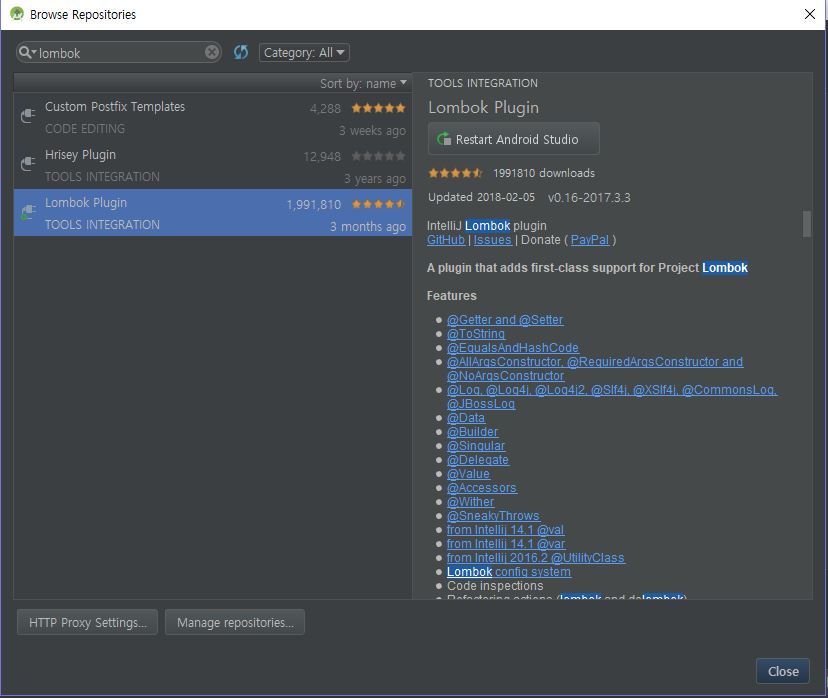 Browse Repositories
lombok
Category: All
Sort by: name
Custom Postfix Templates
4,288
CODE EDITING
3 weeks ago
Hrisey Plugin
12,948
TOOLS INTEGRATION
3 years ago
Lombok Plugin
1,991,810
TOOLS INTEGRATION
3 months ago
TOOLS INTEGRATION
Lombok Plugin
Restart Android Studio
1991810 downloads
Updated 2018-02-05 v0.16-2017.3.3
IntelliJ Lombok plugin
GitHub | Issues | Donate ( PayPal )
A plugin that adds first-class support for Project Lombok
Features
@Getter and @Setter
@ToString
@EqualsAndHashCode
@AllArgsConstructor, @RequiredArgsConstructor and
@NoArgsConstructor
@Log, @Log4j, @Log4j2, @Slf4j, @XSlf4j, @CommonsLog,
@JBossLog
@Data
@Builder
@Singular
@Delegate
@Value
@Accessors
@Wither
@SneakyThrows
from Intellij 14.1 @val
from Intellij 14.1 @var
from Intellij 2016.2 @UtilityClass
Lombok config system
Code inspections
Refactoring actions (lombok and delombok)
HTTP Proxy Settings...
Manage repositories...
Close